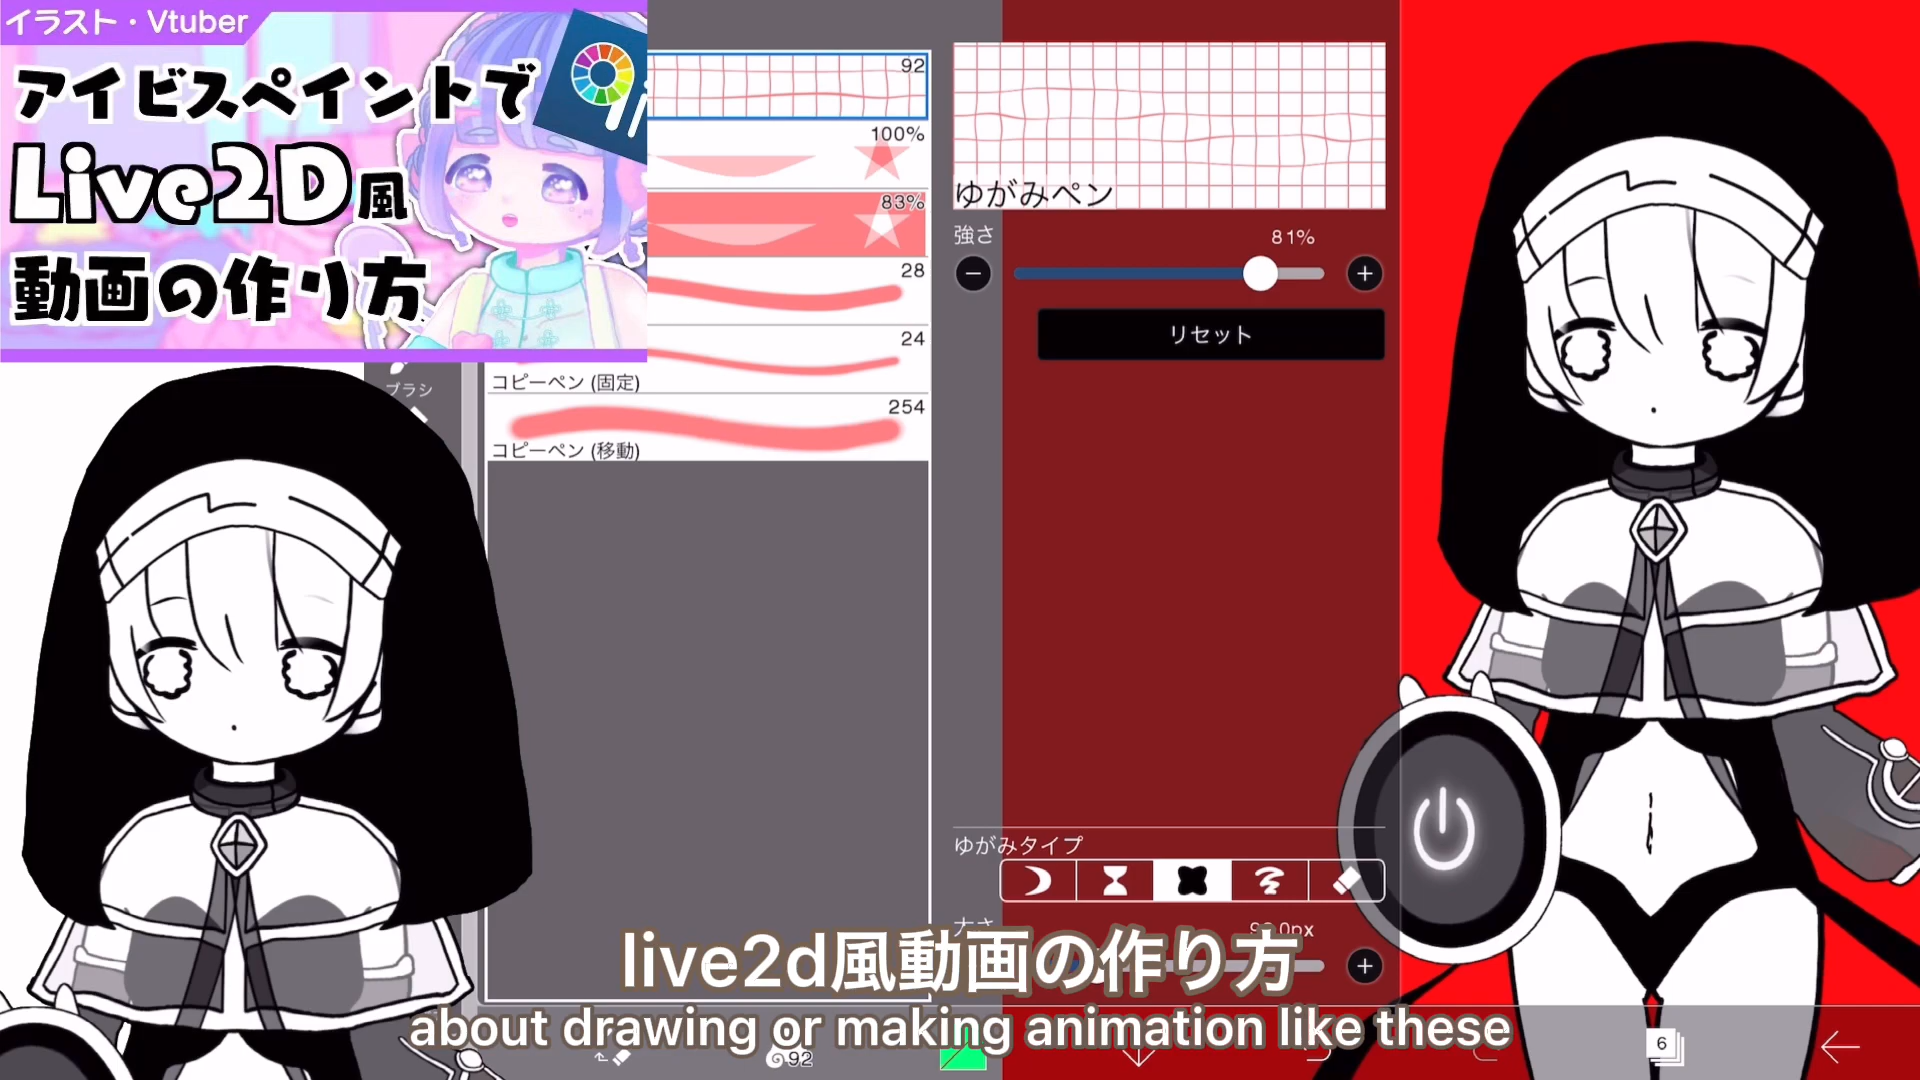 イラスト・Vtuber
アイビスペイントで
Live2D風
動画の作り方
92
100%
83%
28
24
コピーペン (固定)
254
コピーペン (移動)
ブラシ
ゆがみペン
強さ
81%
リセット
ゆがみタイプ
大さ
live2d風動画の作り方
about drawing or making animation like these
92
6